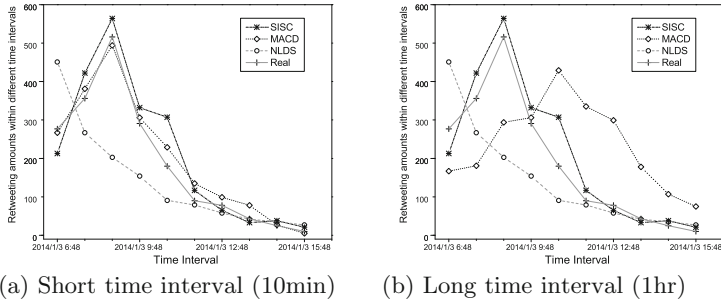 Retweeting amounts within different time intervals
600
500
400
300
200
100
0
SISC
MACD
NLDS
Real
2014/1/3 6:48
2014/1/3 9:48
2014/1/3 12:48
2014/1/3 15:48
Time Interval
(a) Short time interval (10min)
Retweeting amounts within different time intervals
600
500
400
300
200
100
0
SISC
MACD
NLDS
Real
2014/1/3 6:48
2014/1/3 9:48
2014/1/3 12:48
2014/1/3 15:48
Time Interval
(b) Long time interval (1hr)